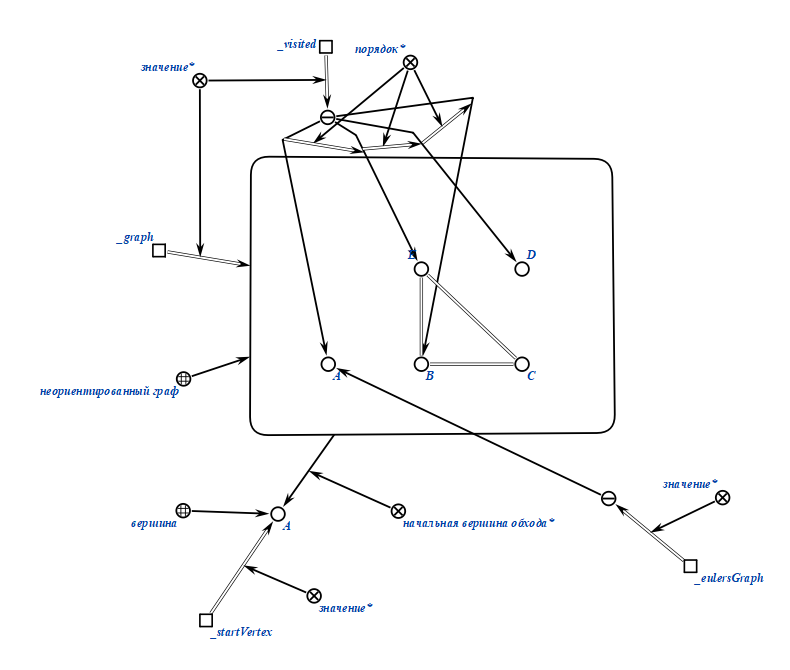 _visited
порядок*
значение*
_graph
D
A
B
C
неориентированный граф
значение*
вершина
A
начальная вершина обхода*
_eulersGraph
значение*
_startVertex